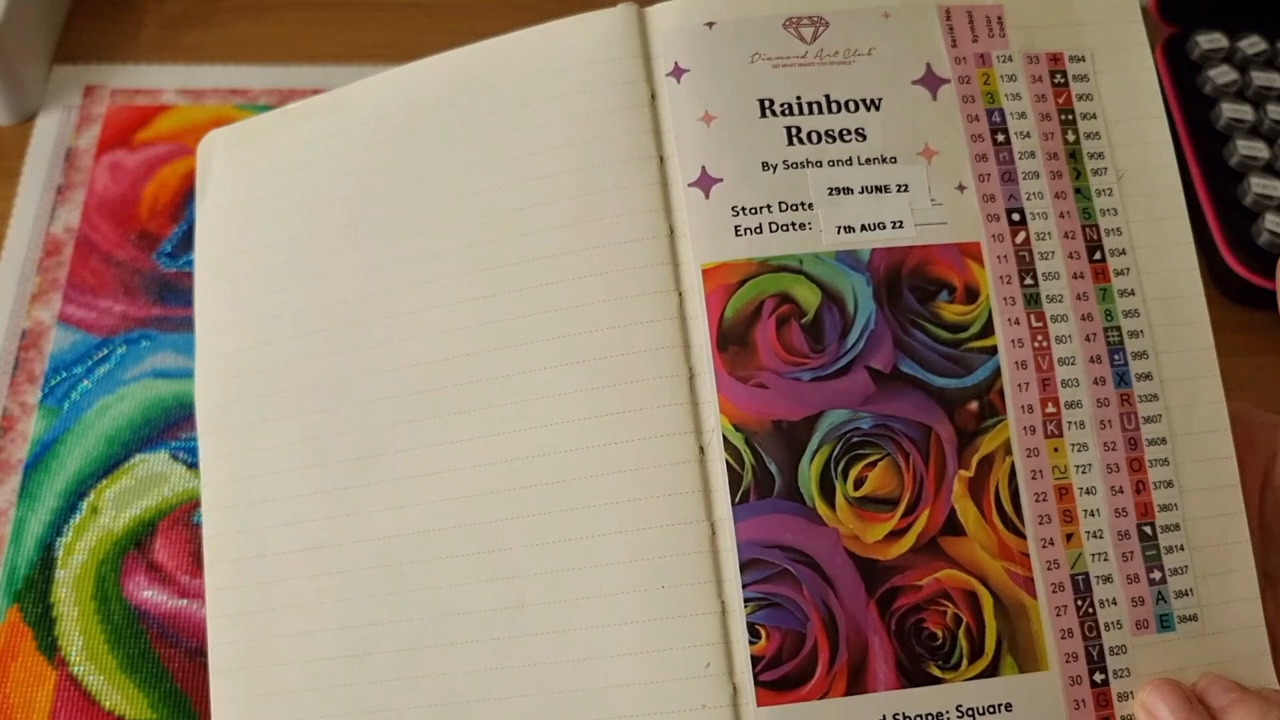 Diamond Art Club
Rainbow
Roses
By Sasha and Lenka
Start Date
29th JUNE 22
End Date:
7th AUG 22
Shape: Square
Serial No.
Symbol
Color
Code
01 1 124
02 2 130
03 3 135
04 4 136
05 154
06 n 208
07 a 209
08 ^ 210
09 310
10 321
11 327
12 550
13 W 562
14 L 600
15 601
16 V 602
17 F 603
18 666
19 K 718
20 726
21 727
22 P 740
23 S 741
24 742
25 / 772
26 T 796
27 814
28 C 815
29 Y 820
30 823
31 G 891
33 + 894
34 895
35 900
36 904
37 905
38 906
39 907
40 912
41 5 913
42 N 915
43 934
44 H 947
45 7 954
46 8 955
47 # 991
48 995
49 X 996
50 R 3326
51 U 3607
52 9 3608
53 O 3705
54 3706
55 J 3801
56 3808
57 3814
58 3837
59 A 3841
60 E 3846